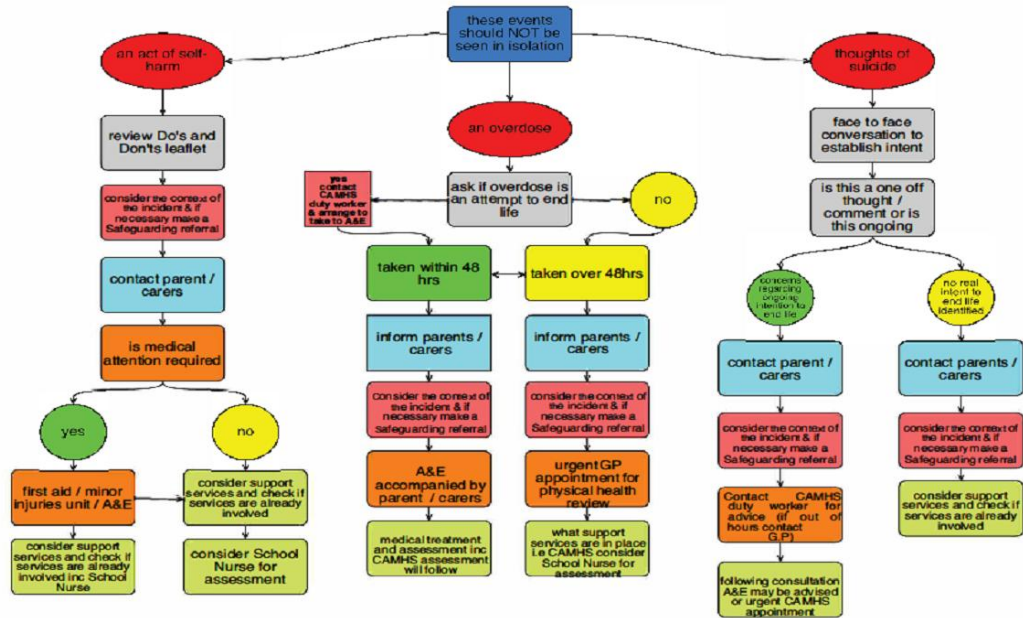 these events
should NOT be
seen in isolation
an act of self-
harm
review Do's and
Don'ts leaflet
consider the context of
the incident & if
necessary make a
Safeguarding referral
contact parent /
carers
is medical
attention required
yes
no
first aid / minor
injuries unit / A&E
consider support
services and check if
services are already
involved
consider support
services and check if
services are already
involved inc School
Nurse
consider School
Nurse for
assessment
an overdose
ask if overdose is
an attempt to end
life
yes
contact
CAMHS
duty worker
& arrange to
take to A&E
no
taken within 48
hrs
taken over 48hrs
inform parents /
carers
inform parents /
carers
Consider the context of
the incident & if
necessary make a
Safeguarding referral
consider the context of
the incident & if
necessary make a
Safeguarding referral
A&E
accompanied by
parent / carers
urgent GP
appointment for
physical health
review
medical treatment
and assessment inc
CAMHS assessment
will follow
what support
services are in place
i.e CAMHS consider
School Nurse for
assessment
thoughts of
suicide
face to face
conversation to
establish intent
is this a one off
thought /
comment or is
this ongoing
concerns
regarding
ongoing
intention to
end life
no real
intent to
end life
identified
contact parent /
carers
contact parents /
carers
consider the context of
the incident & if
necessary make a
Safeguarding referral
consider the context of
the incident & if
necessary make a
Safeguarding referral
Contact CAMHS
duty worker for
advice (if out of
hours contact
G.P)
consider support
services and check if
services are already
involved
following consultation
A&E may be advised
or urgent CAMHS
appointment